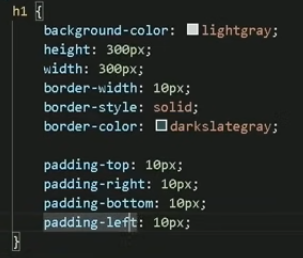 h1 {
background-color: lightgray;
height: 300px;
width: 300px;
border-width: 10px;
border-style: solid;
border-color: darkslategray;
padding-top: 10px;
padding-right: 10px;
padding-bottom: 10px;
padding-left: 10px;
}